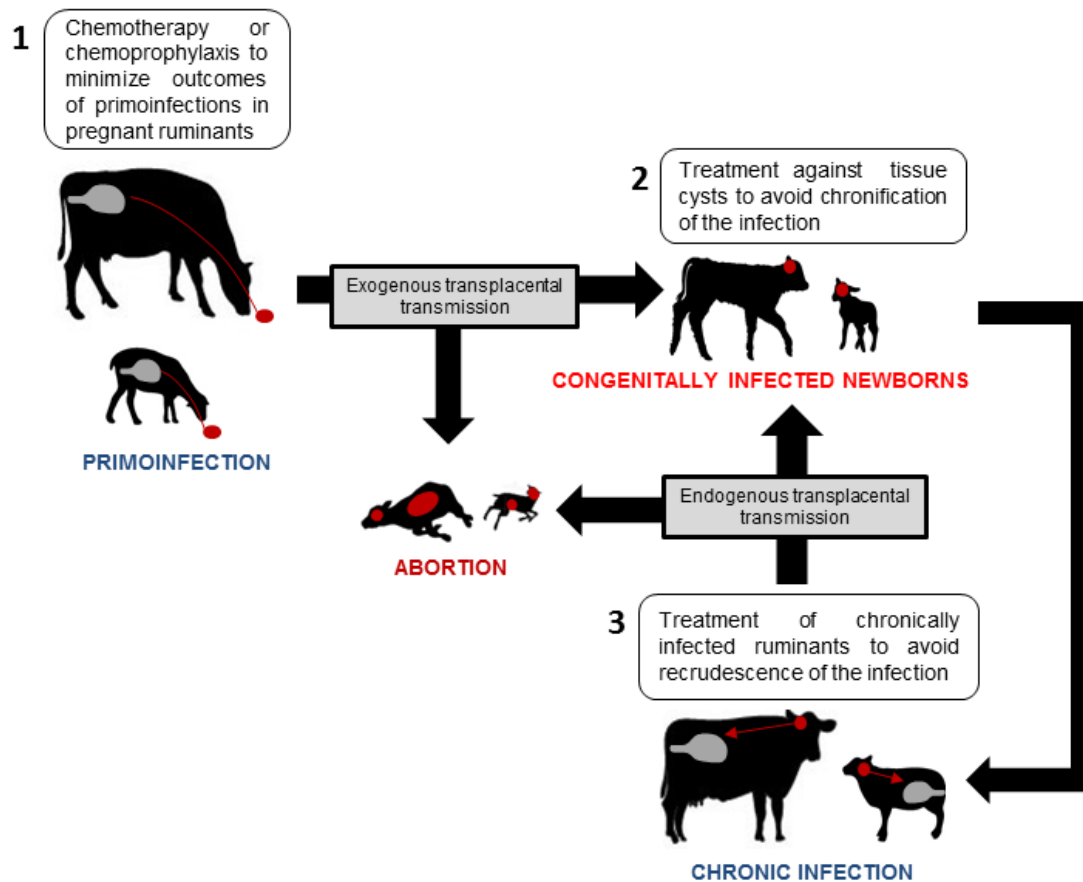 1
Chemotherapy or
chemoprophylaxis to
minimize outcomes
of primoinfections in
pregnant ruminants
2
Treatment against tissue
cysts to avoid chronification
of the infection
Exogenous transplacental
transmission
CONGENITALLY INFECTED NEWBORNS
PRIMOINFECTION
Endogenous transplacental
transmission
ABORTION
3
Treatment of chronically
infected ruminants to avoid
recrudescence of the infection
CHRONIC INFECTION